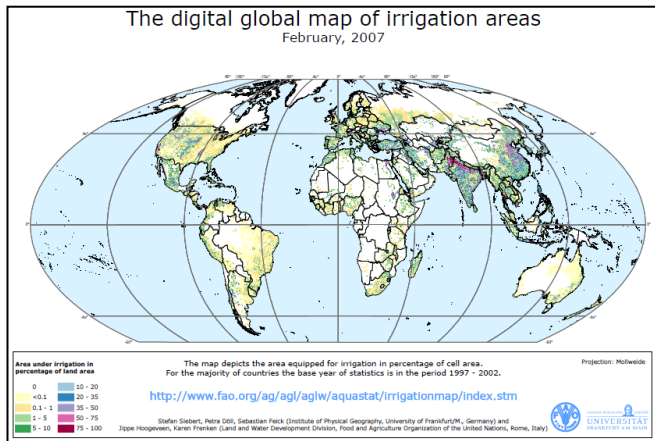 The digital global map of irrigation areas
February, 2007
Area under irrigation in
percentage of land area
0
<0.1
0.1 - 1
1 - 5
5 - 10
10 - 20
20 - 35
35 - 50
50 - 75
75 - 100
The map depicts the area equipped for irrigation in percentage of cell area.
For the majority of countries the base year of statistics is in the period 1997 - 2002.
http://www.fao.org/ag/agl/aglw/aquastat/irrigationmap/index.stm
Stefan Siebert, Petra Döll, Sebastian Feick (Institute of Physical Geography, University of Frankfurt/M., Germany) and
Jippe Hoogeveen, Karen Frenken (Land and Water Development Division, Food and Agriculture Organization of the United Nations, Rome, Italy)
Projection: Mollweide
UNIVERSITÄT
FRANKFURT AM MAIN